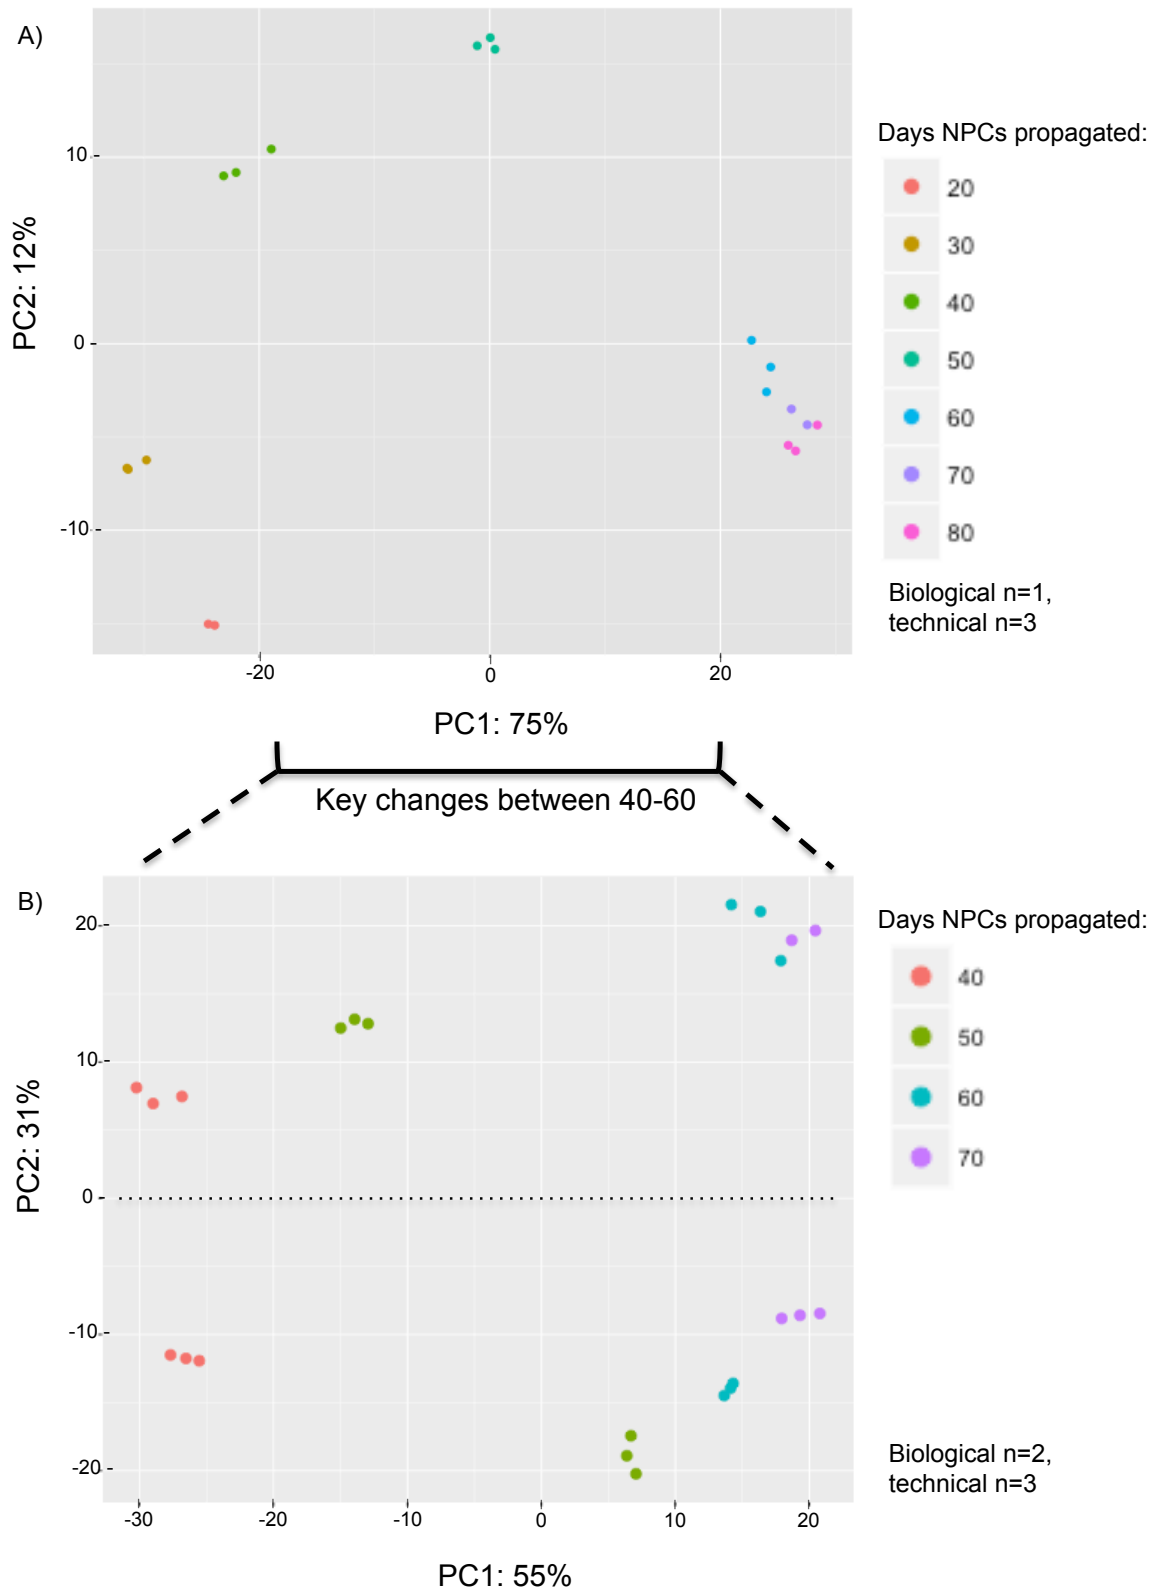 A)
10
0
-10
PC2: 12%
-20
0
20
PC1: 75%
Days NPCs propagated:
20
30
40
50
60
70
80
Biological n=1,
technical n=3
Key changes between 40-60
B)
20
10
0
-10
-20
PC2: 31%
-30
-20
-10
0
10
20
PC1: 55%
Days NPCs propagated:
40
50
60
70
Biological n=2,
technical n=3